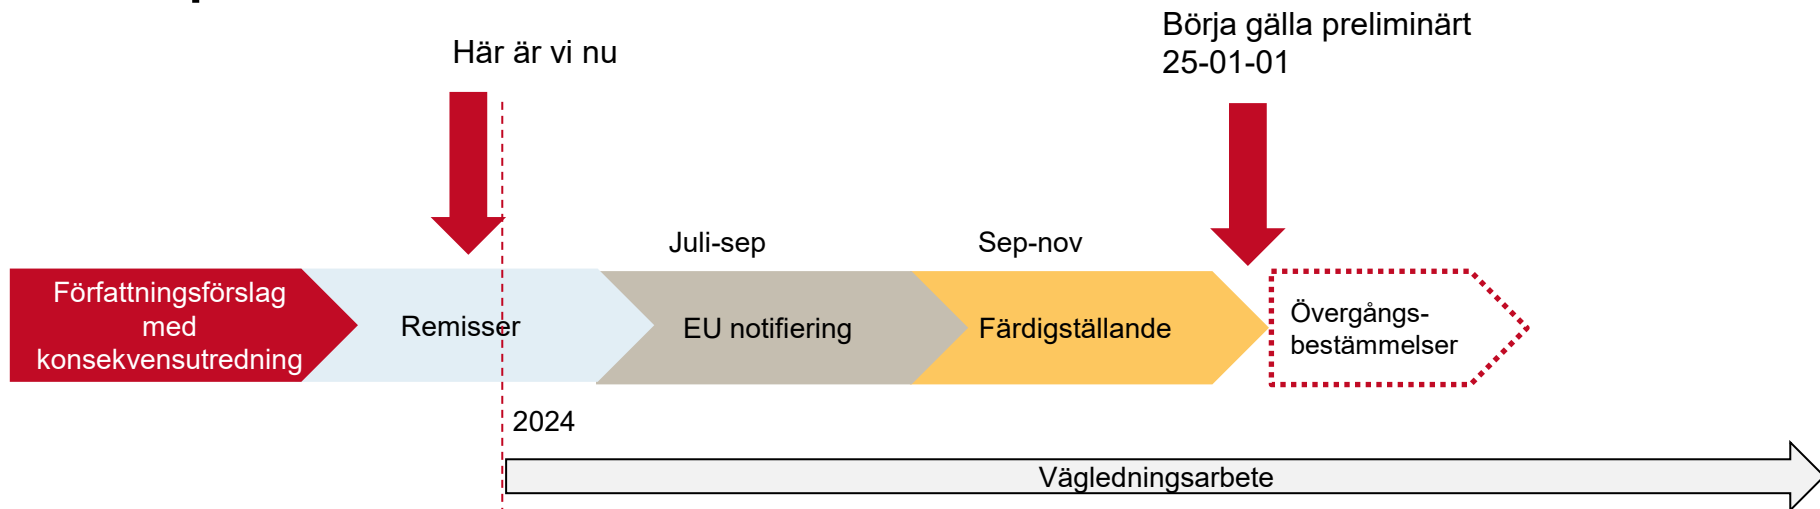 Här är vi nu
Börja gälla preliminärt
25-01-01
Juli-sep
Sep-nov
Författningsförslag
med
konsekvensutredning
Remisser
EU notifiering
Färdigställande
Övergångs-
bestämmelser
2024
Vägledningsarbete